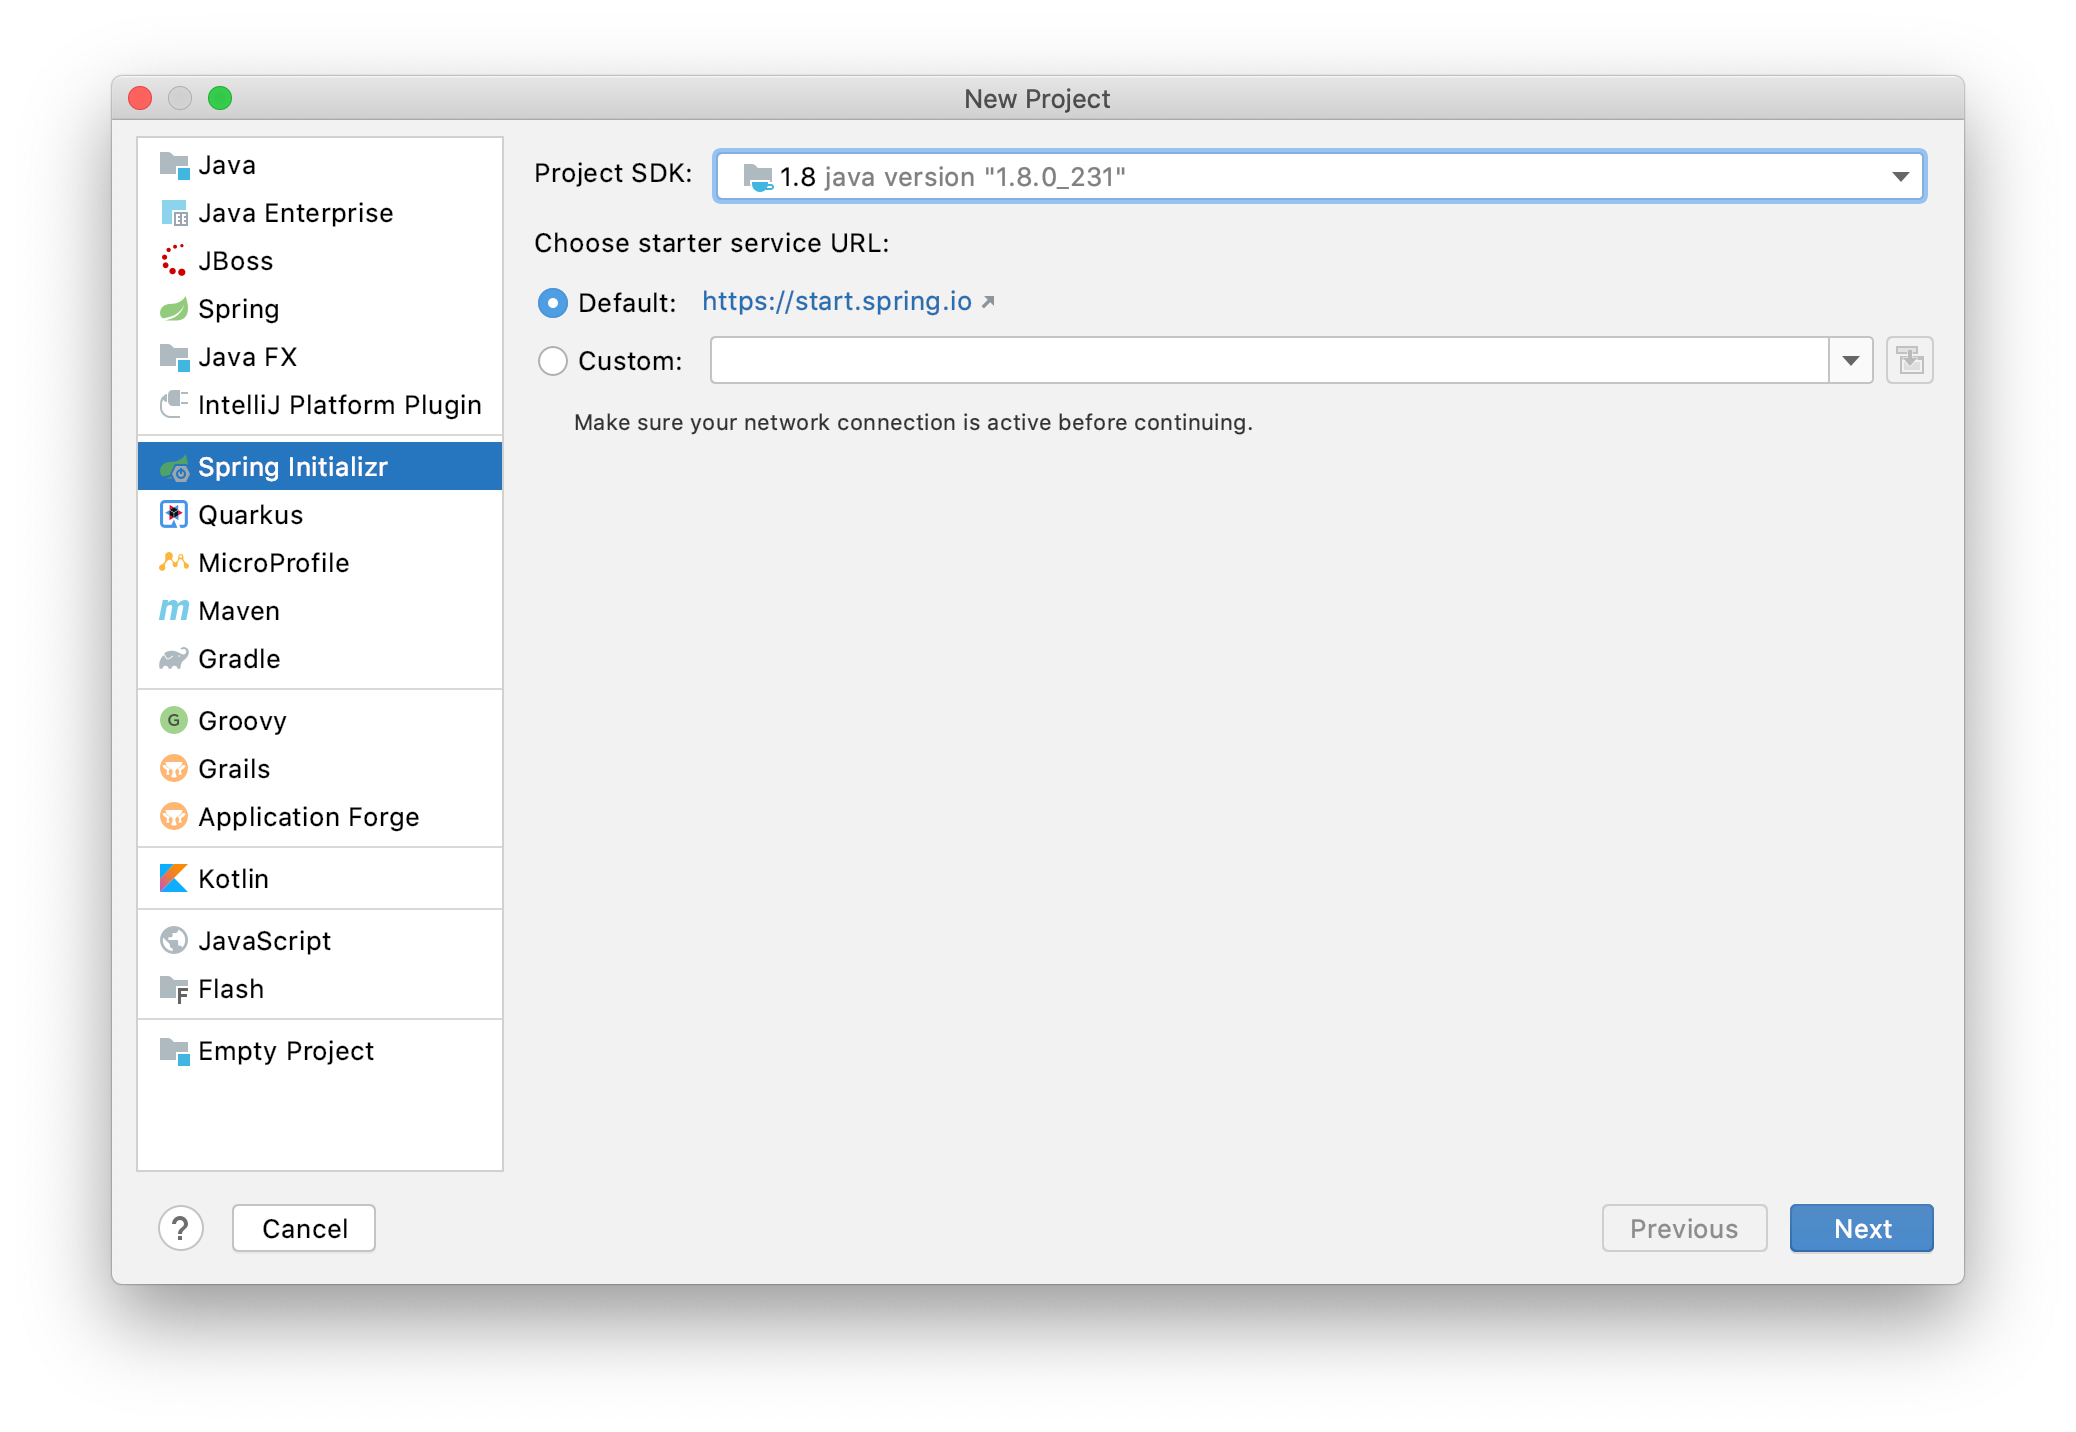 New Project
Java
Java Enterprise
JBoss
Spring
Java FX
IntelliJ Platform Plugin
Spring Initializr
Quarkus
MicroProfile
m Maven
Gradle
G Groovy
Grails
Application Forge
Kotlin
JavaScript
F Flash
Empty Project
Project SDK: 1.8 java version "1.8.0_231"
Choose starter service URL:
Default: https://start.spring.io
Custom:
Make sure your network connection is active before continuing.
? Cancel Previous Next